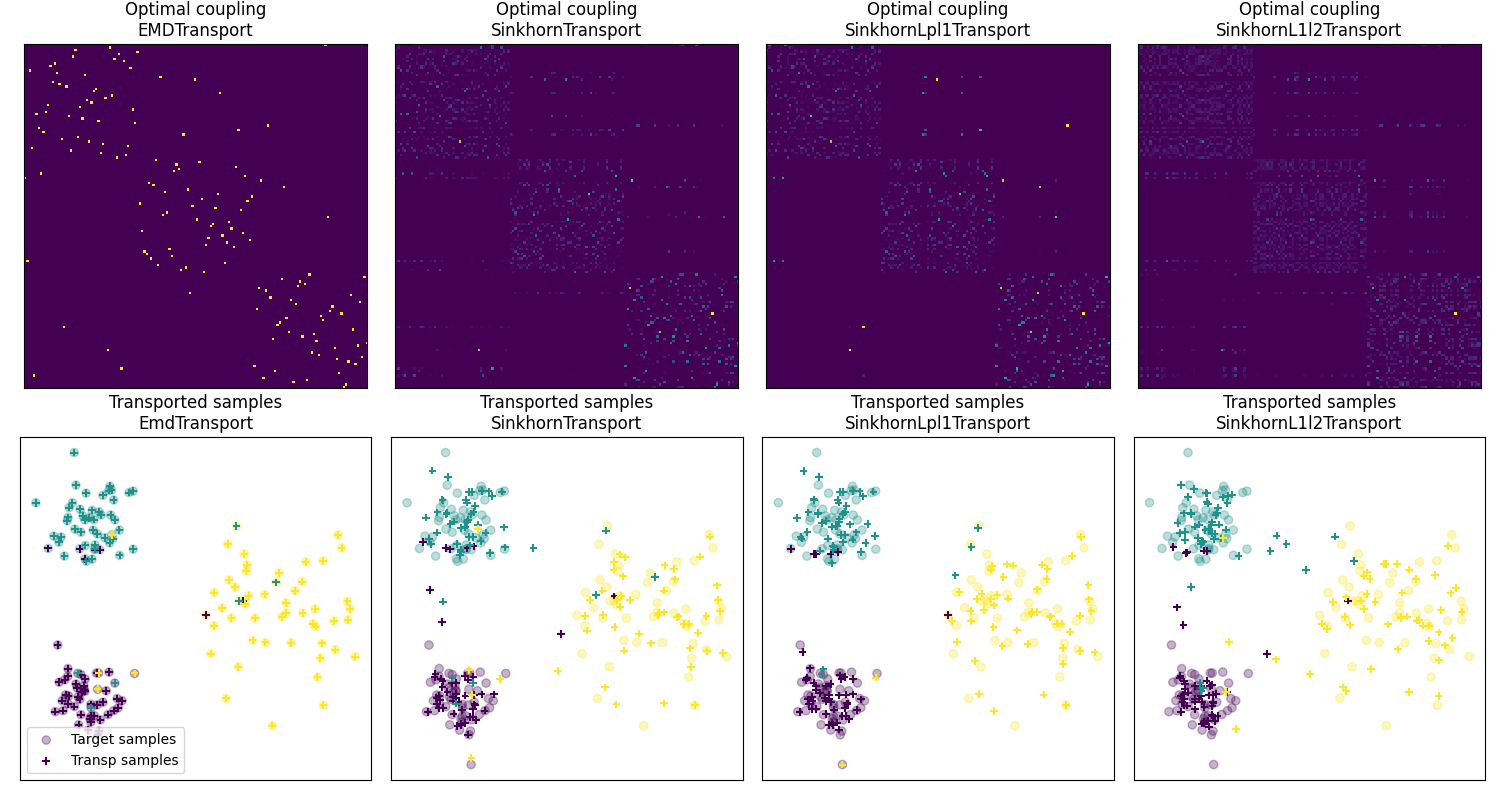 Optimal coupling
EMDTransport
Optimal coupling
SinkhornTransport
Optimal coupling
SinkhornLpl1Transport
Optimal coupling
SinkhornL1l2Transport
Transported samples
EmdTransport
Transported samples
SinkhornTransport
Transported samples
SinkhornLpl1Transport
Transported samples
SinkhornL1l2Transport
Target samples
Transp samples